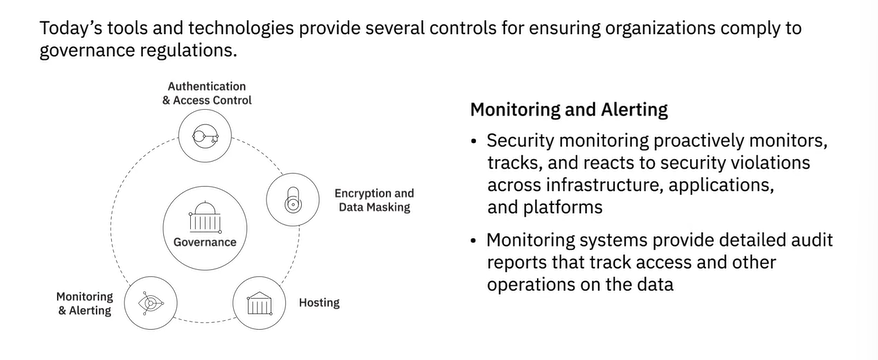 Today's tools and technologies provide several controls for ensuring organizations comply to
governance regulations.
Authentication
& Access Control
Encryption and
Data Masking
Governance
Monitoring
& Alerting
Hosting
Monitoring and Alerting
• Security monitoring proactively monitors,
tracks, and reacts to security violations
across infrastructure, applications,
and platforms
• Monitoring systems provide detailed audit
reports that track access and other
operations on the data